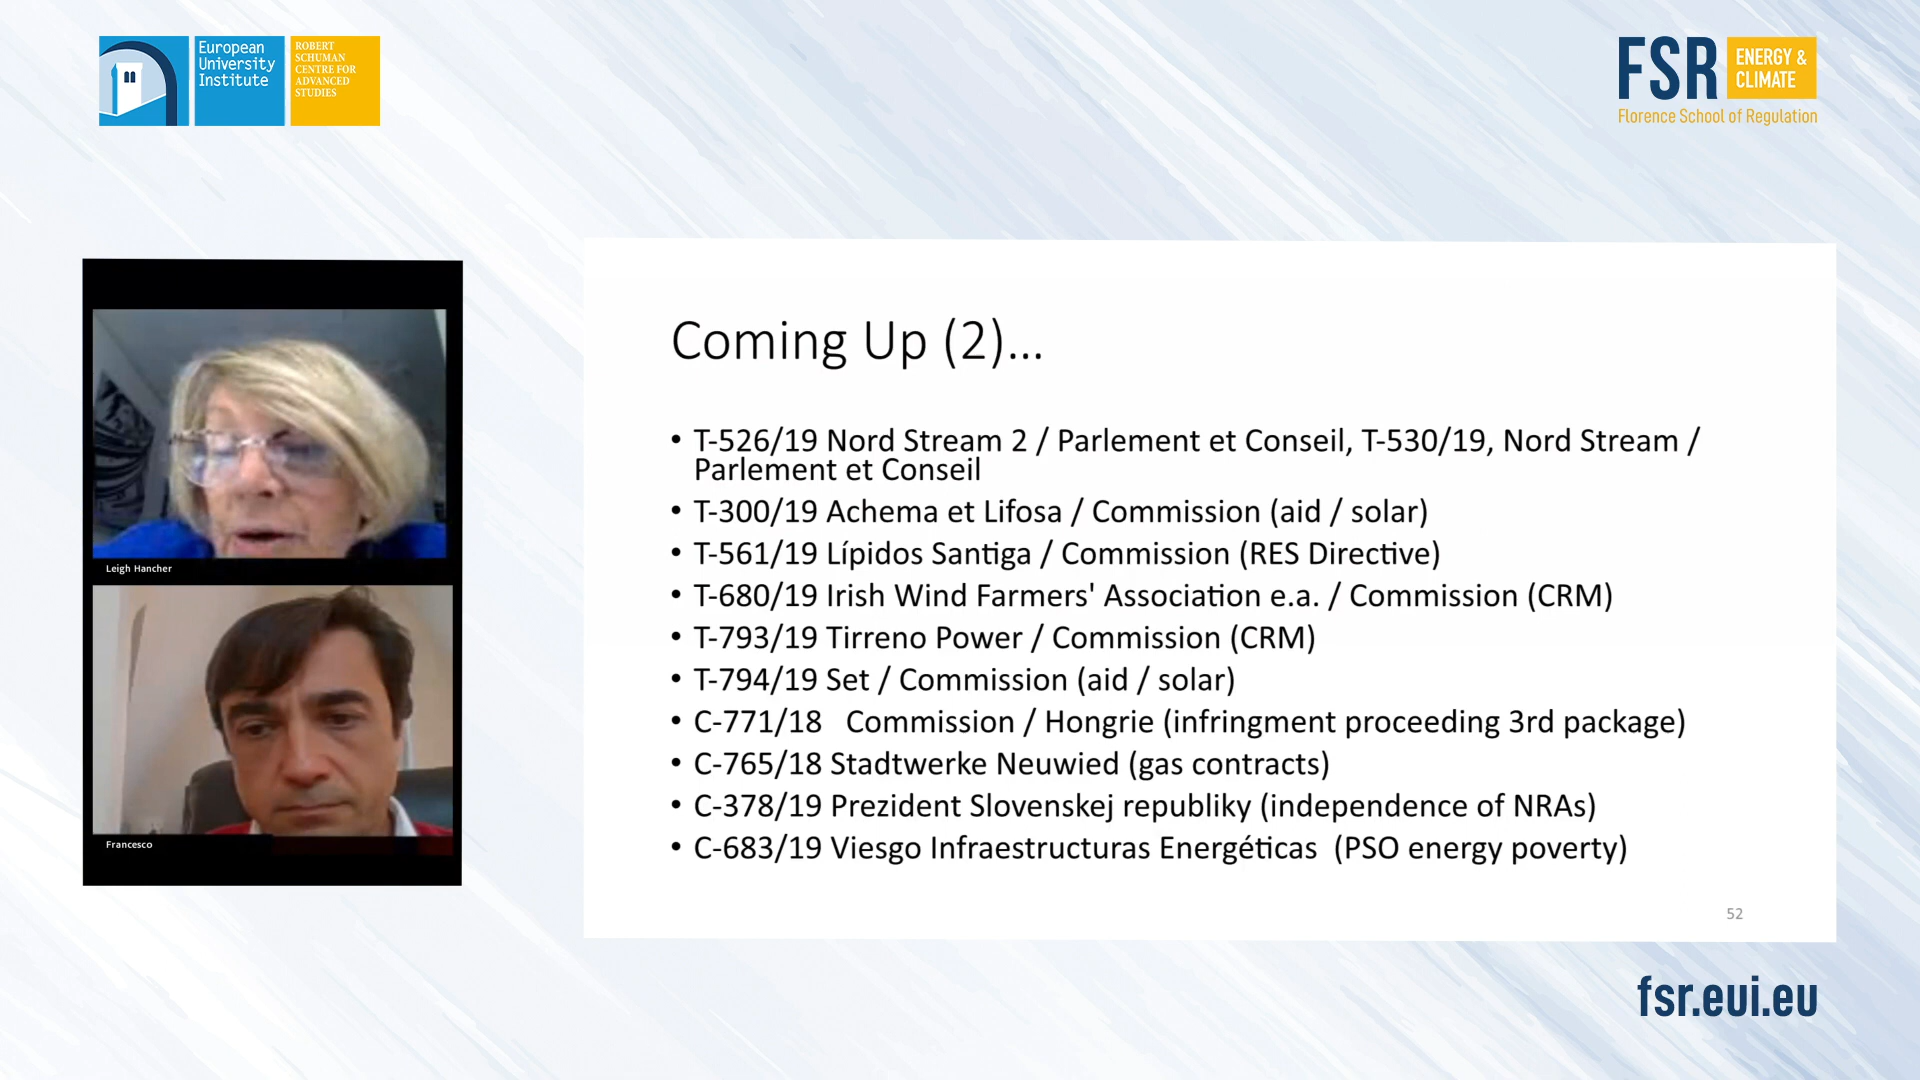 European
University
Institute
ROBERT
SCHUMAN
CENTRE FOR
ADVANCED
STUDIES
FSR
ENERGY &
CLIMATE
Florence School of Regulation
Leigh Hancher
Francesco
Coming Up (2)...
• T-526/19 Nord Stream 2 / Parlement et Conseil, T-530/19, Nord Stream /
Parlement et Conseil
• T-300/19 Achema et Lifosa / Commission (aid / solar)
• T-561/19 Lípidos Santiga / Commission (RES Directive)
• T-680/19 Irish Wind Farmers' Association e.a. / Commission (CRM)
• T-793/19 Tirreno Power / Commission (CRM)
• T-794/19 Set / Commission (aid / solar)
• C-771/18 Commission / Hongrie (infringment proceeding 3rd package)
• C-765/18 Stadtwerke Neuwied (gas contracts)
• C-378/19 Prezident Slovenskej republiky (independence of NRAs)
• C-683/19 Viesgo Infraestructuras Energéticas (PSO energy poverty)
52
fsr.eui.eu